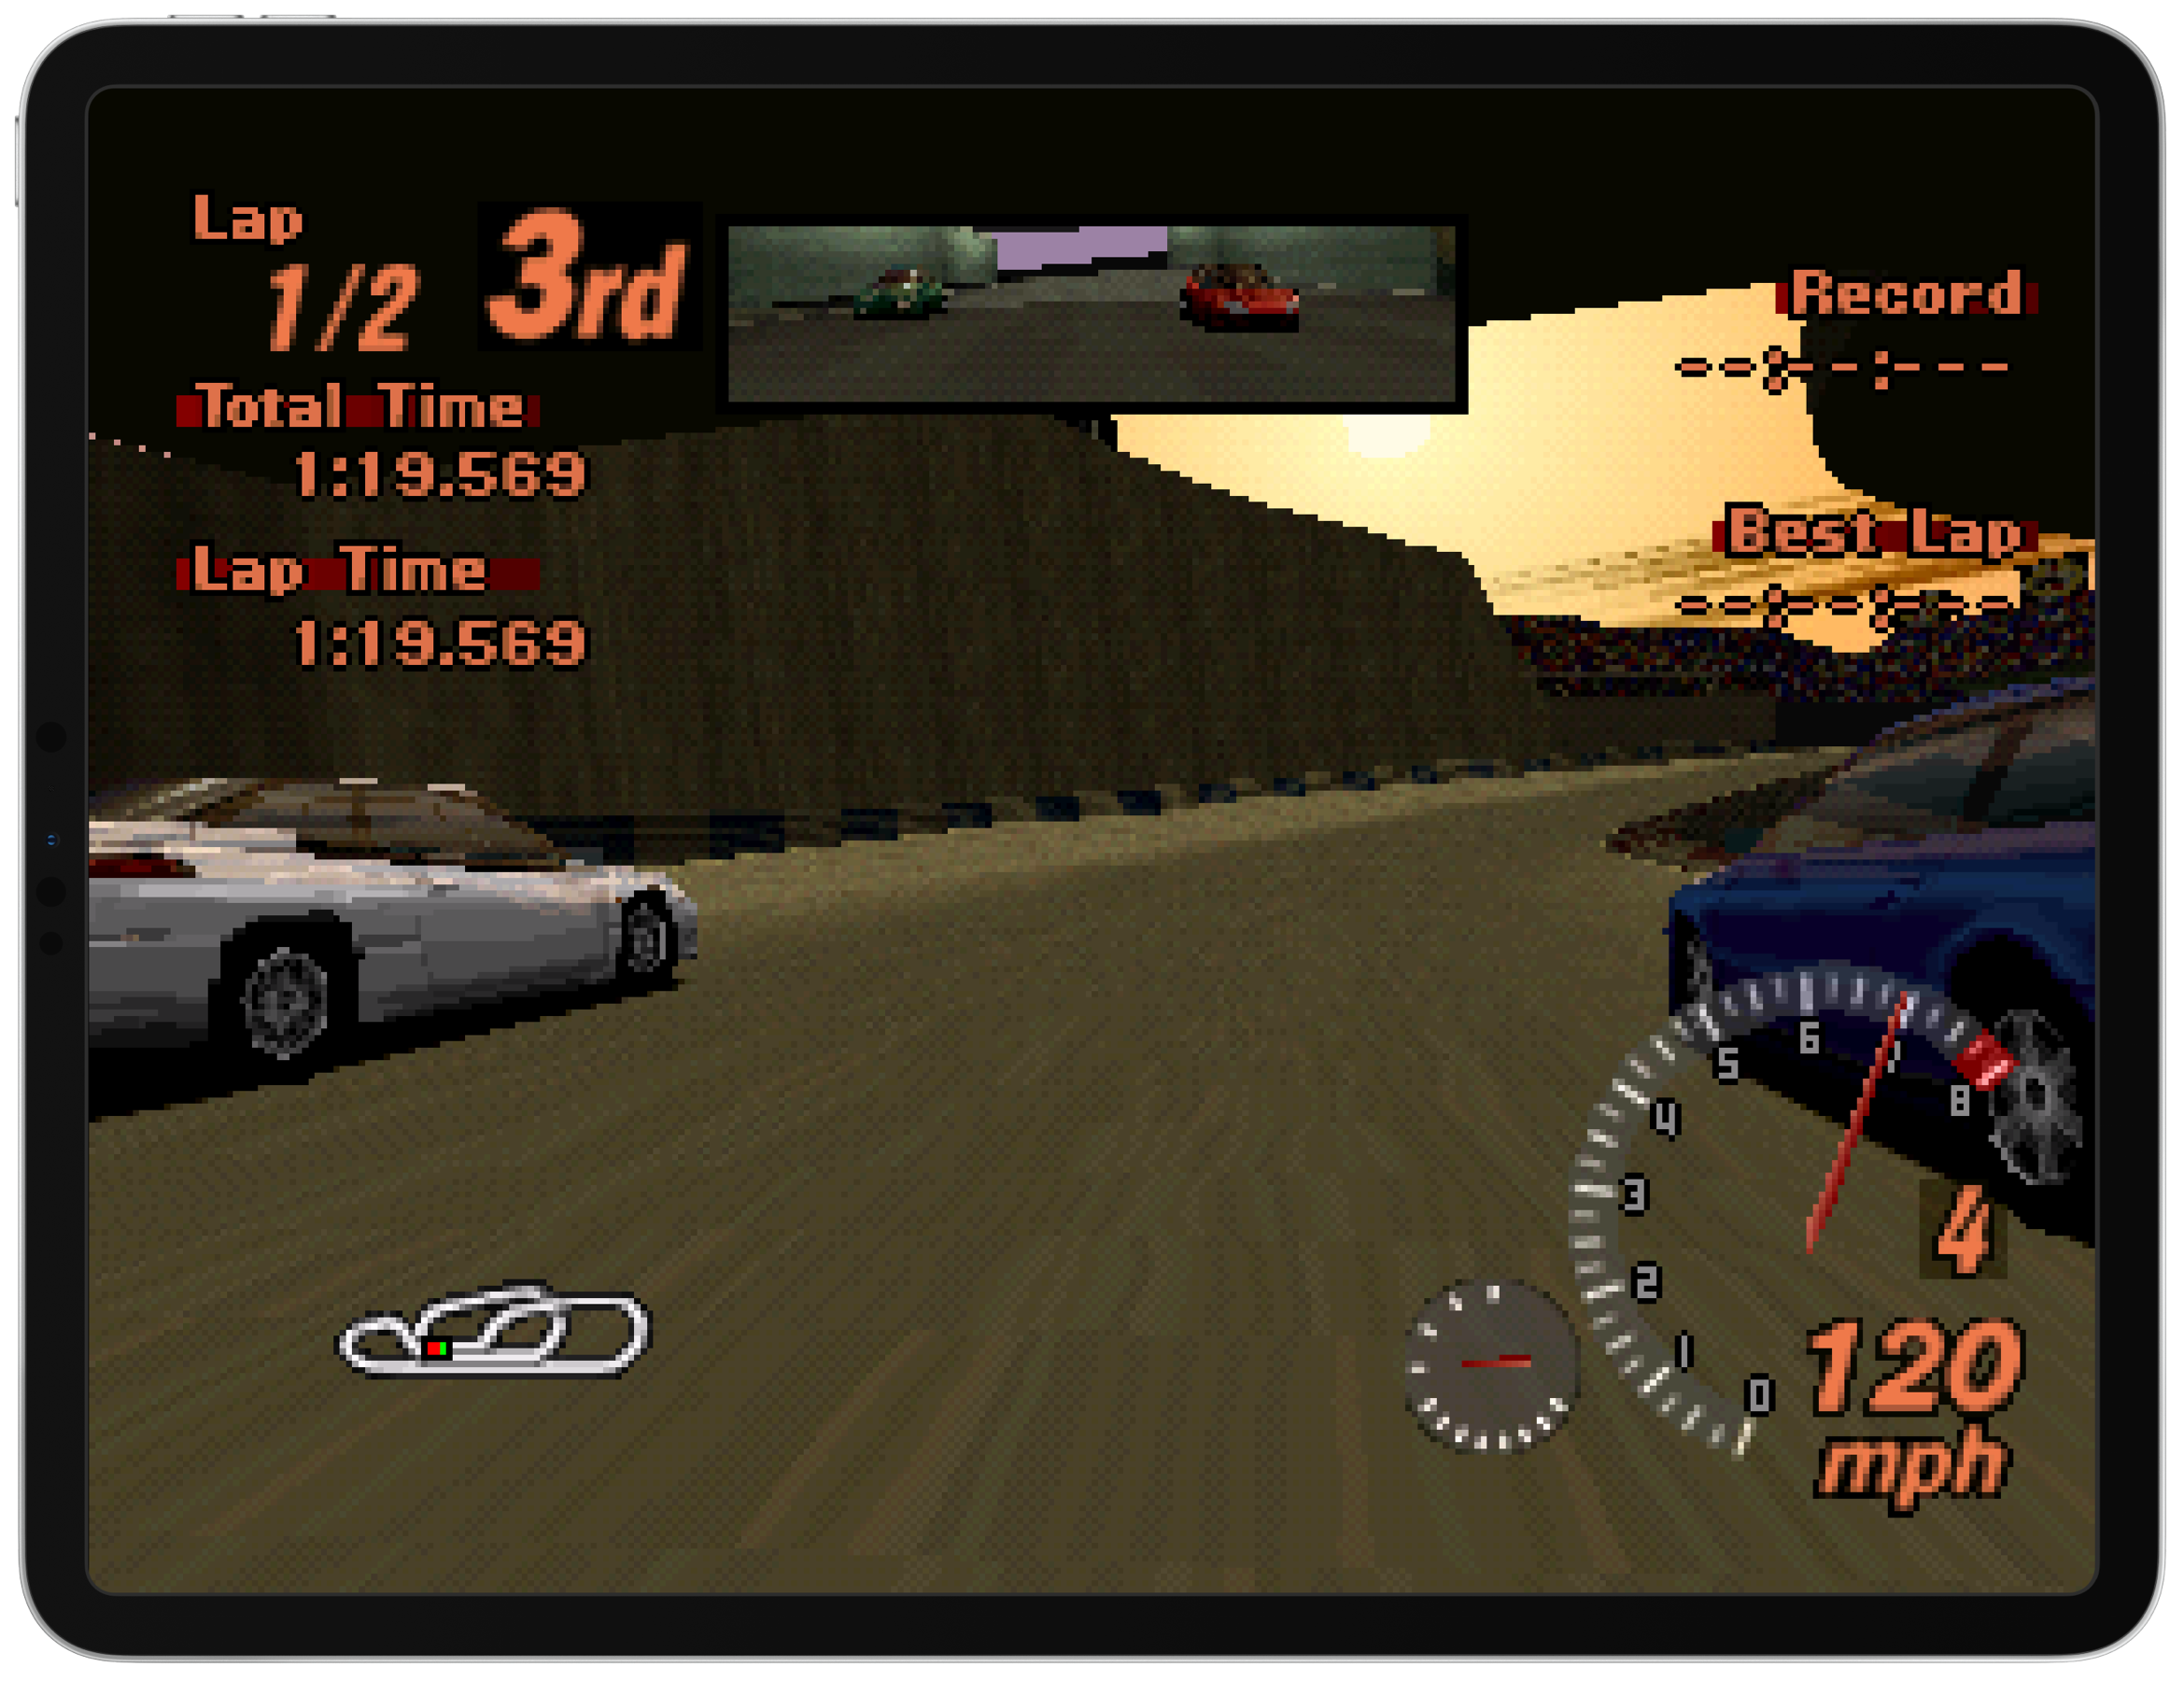 Lap
1/2
3rd
Total Time
1:19.569
Lap Time
1:19.569
Record
--:--:---
Best Lap
--:--:---
0
1
2
3
4
5
6
7
8
4
120
mph